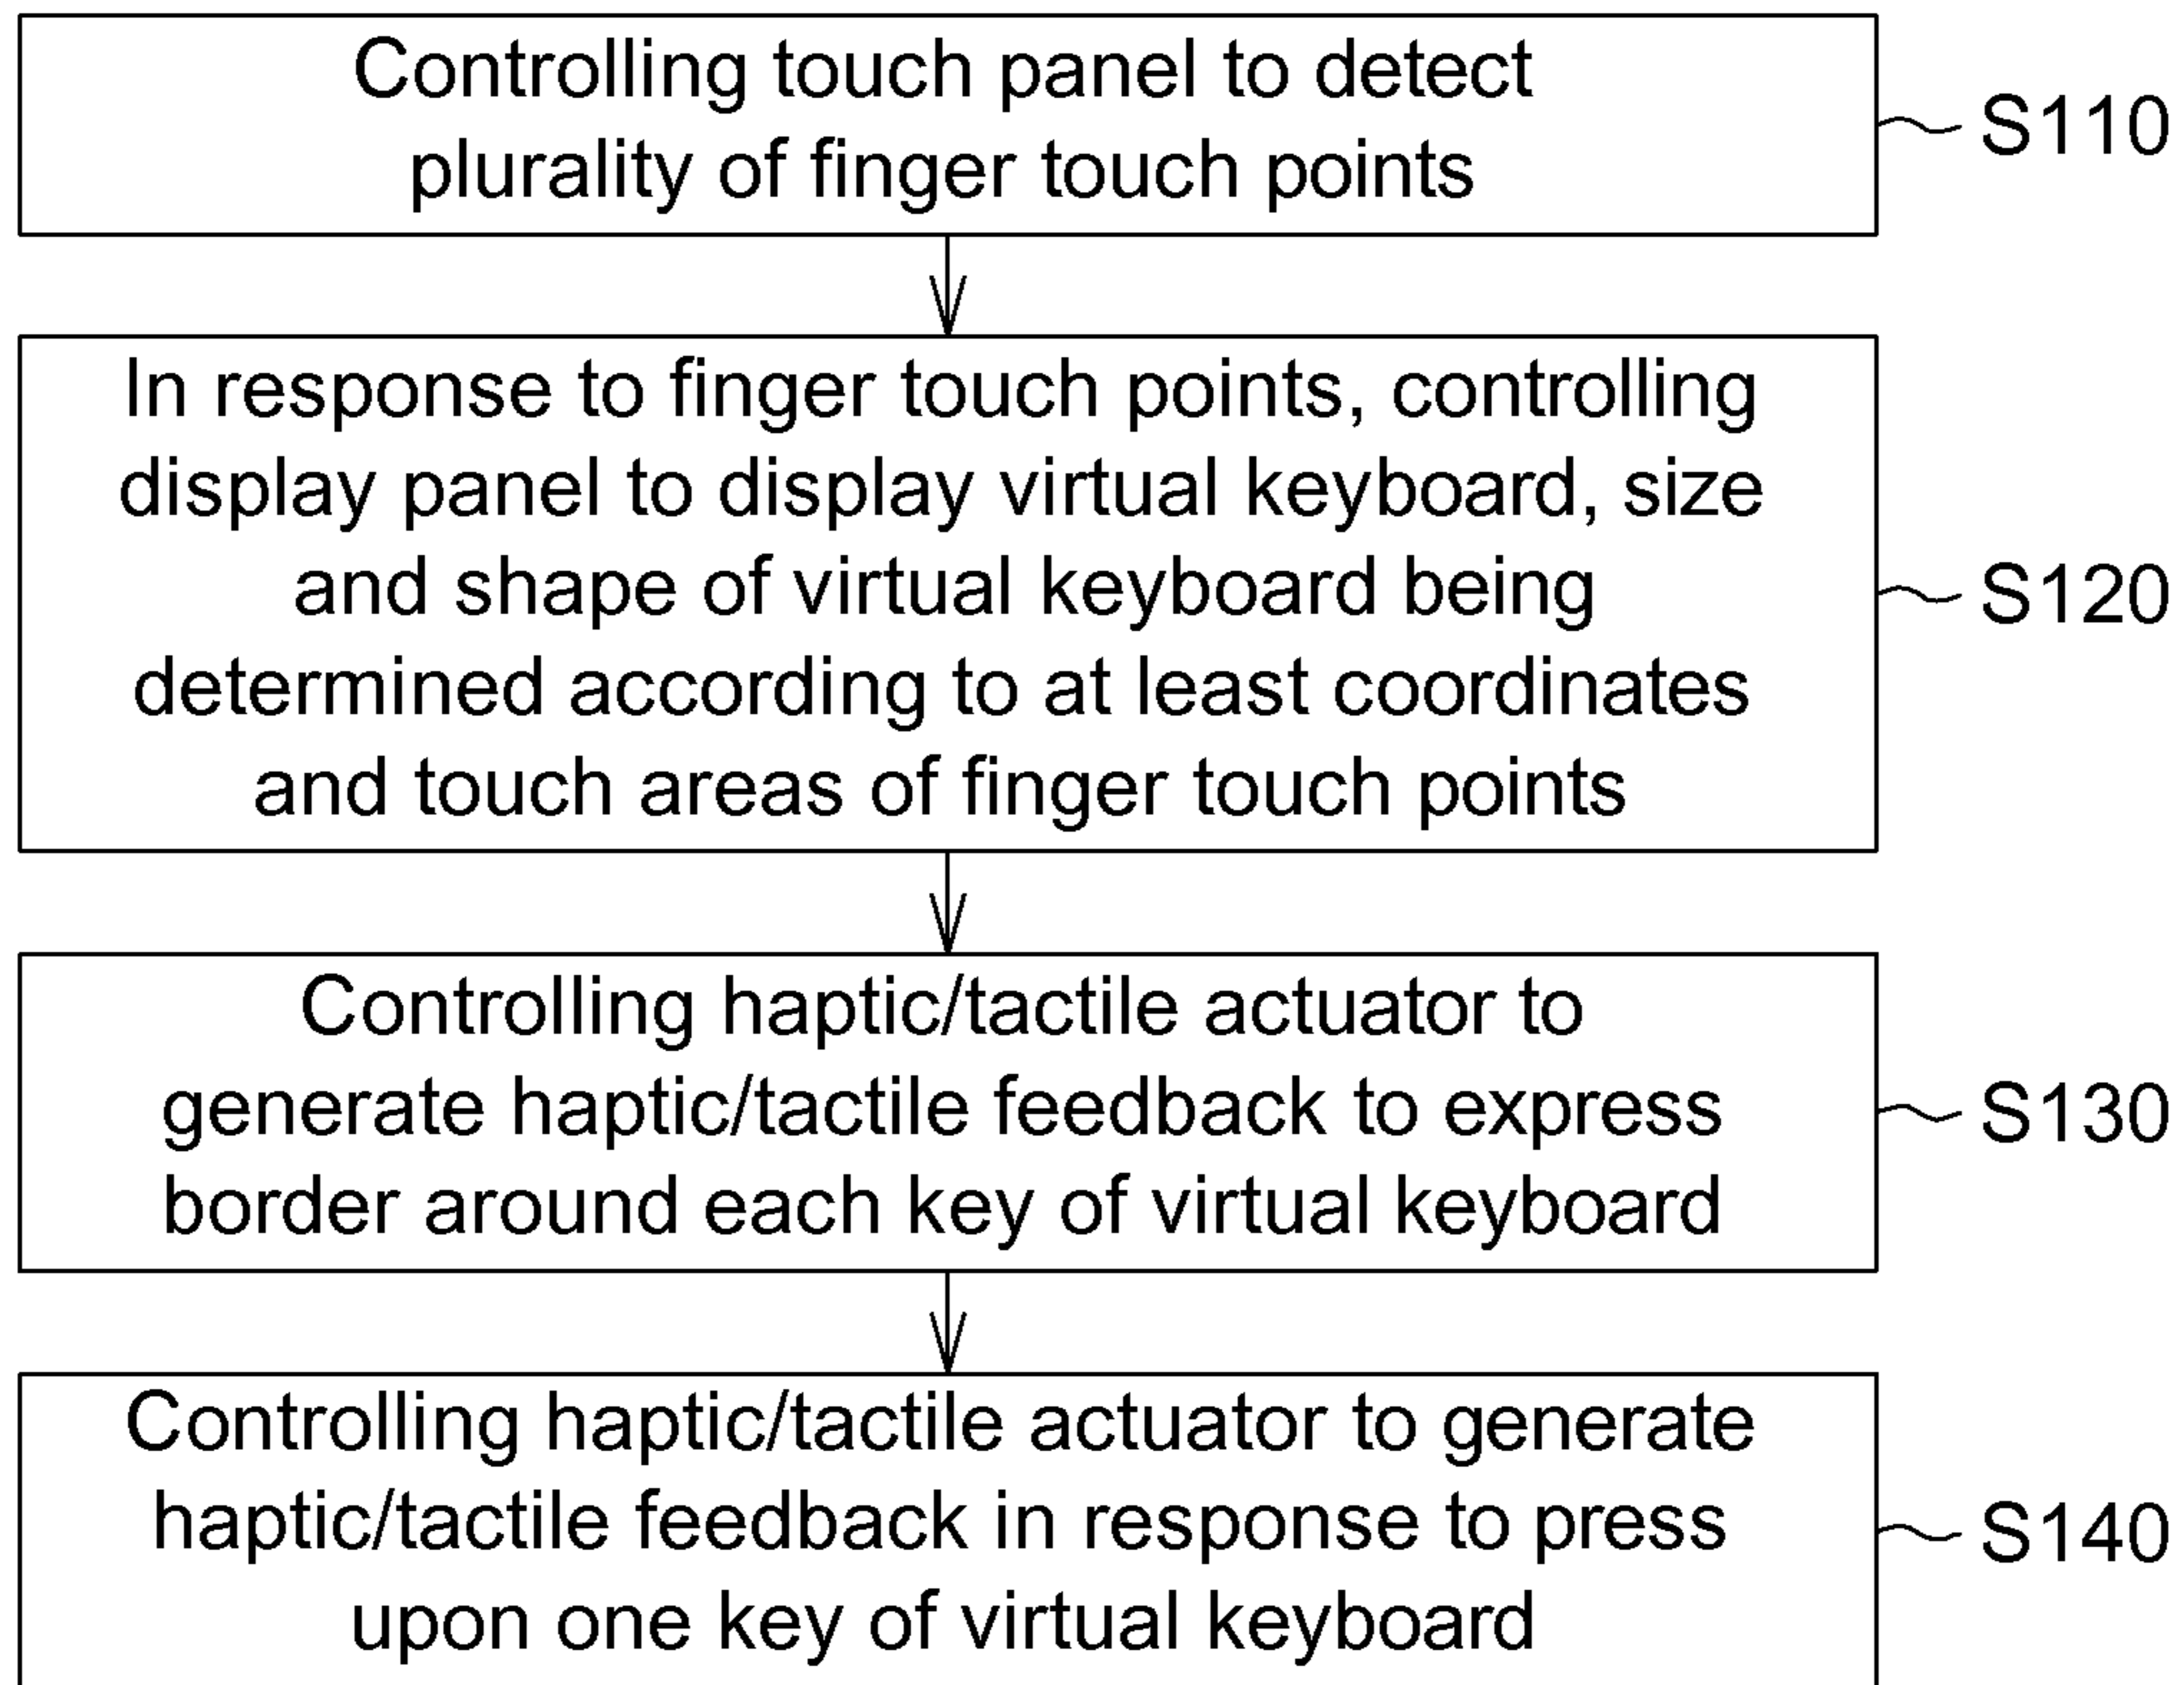 Controlling touch panel to detect
plurality of finger touch points
S110
In response to finger touch points, controlling
display panel to display virtual keyboard, size
and shape of virtual keyboard being
determined according to at least coordinates
and touch areas of finger touch points
S120
Controlling haptic/tactile actuator to
generate haptic/tactile feedback to express
border around each key of virtual keyboard
S130
Controlling haptic/tactile actuator to generate
haptic/tactile feedback in response to press
upon one key of virtual keyboard
S140